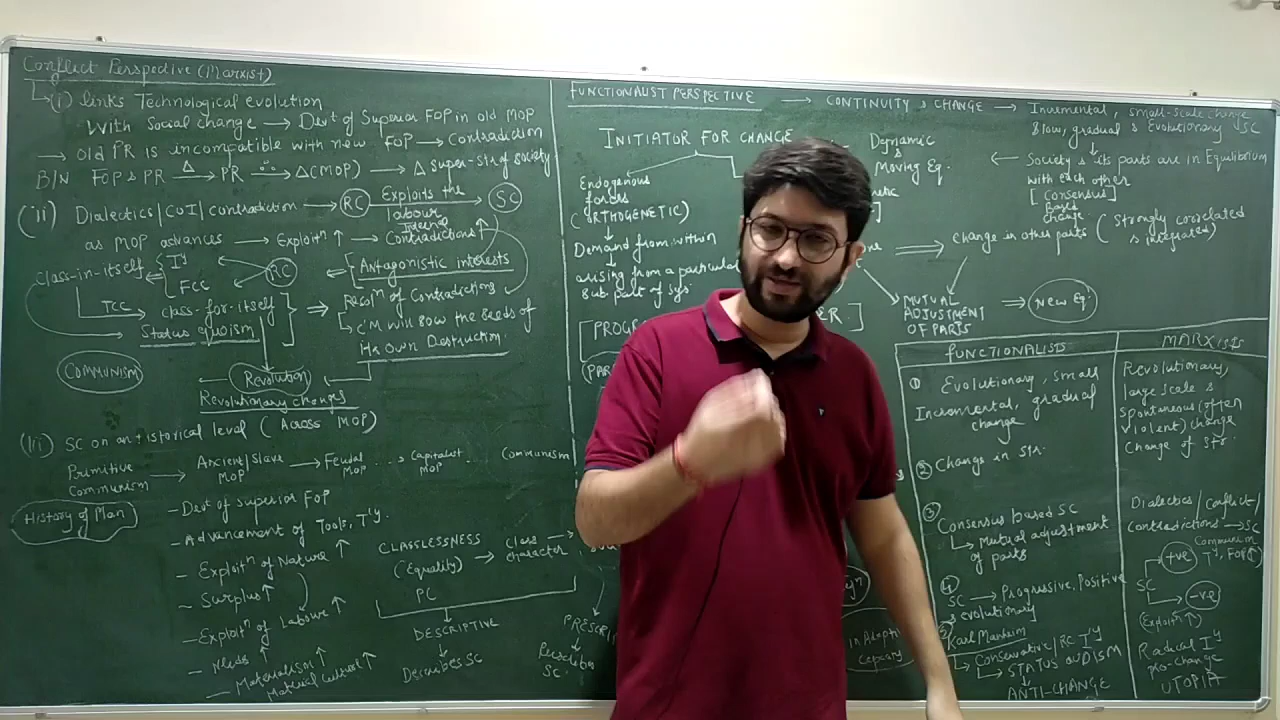 Conflict Perspective (Marxist)
(i) links Technological evolution
With Social change → Devt of Superior FOP in old MOP
→ Old PR is incompatible with new FOP → Contradiction
B/N FOP & PR → Δ PR → ∴ Δ(MOP) → Δ Super-str of society
(ii) Dialectics/COI/contradiction → RC Exploits the labour → SC
as MOP advances → Exploitn ↑ → Contradictions ↑
Class-in-itself
IY
FCC
RC
Antagonistic interests
TCC → class-for-itself
Status quoism
Resoln of Contradictions
↳ C'M will sow the seeds of
its own Destruction.
COMMUNISM
Revolution
Revolutionary changes
(iii) SC on an Historical level (Across MOP)
Primitive Communism → Ancient/Slave MOP → Feudal MOP ... → Capitalist MOP ... Communism
History of Man
- Devt of superior FOP
- Advancement of Tools, T'Y.
- Exploitn of Nature ↑
- Surplus ↑
- Exploitn of Labour ↑
- Needs ↑
- Materialism ↑
Material culture ↑
CLASSLESSNESS
("Equality")
PC
→ Class character →
DESCRIPTIVE
Describes SC
SC.
FUNCTIONALIST PERSPECTIVE → CONTINUITY & CHANGE → Incremental, small-scale change
Slow, gradual & Evolutionary SC
INITIATOR FOR CHANGE
Dynamic
&
Moving Eq.
← Society & its parts are in Equilibrium
with each other
[Consensus]
Based
change
Endogenous
forces
(ORTHOGENETIC)
Demand from within
arising from a particular
Sub part of sys.
⇒ change in other parts (Strongly correlated
& integrated)
MUTUAL
ADJUSTMENT
OF PARTS
→ New Eq.
FUNCTIONALISTS
① Evolutionary, small
Incremental, gradual
change
② Change in str.
③ Consensus based SC
↳ Mutual adjustment
of parts
④ SC → Progressive, Positive
& evolutionary
⑤ Karl Manheim
↳ Conservative/RC I'Y
↳ STATUS QUOISM
ANTI-CHANGE
in Adaptive
Capacity
MARXISTS
Revolutionary,
large scale &
spontaneous (often
violent) change
Change of str.
Dialectics/Conflict/
contradictions → SC
Communism
+ve T'Y, FOP(↑)
SC
-ve
(Exploitn ↑)
Radical IY
pro-change
UTOPIA